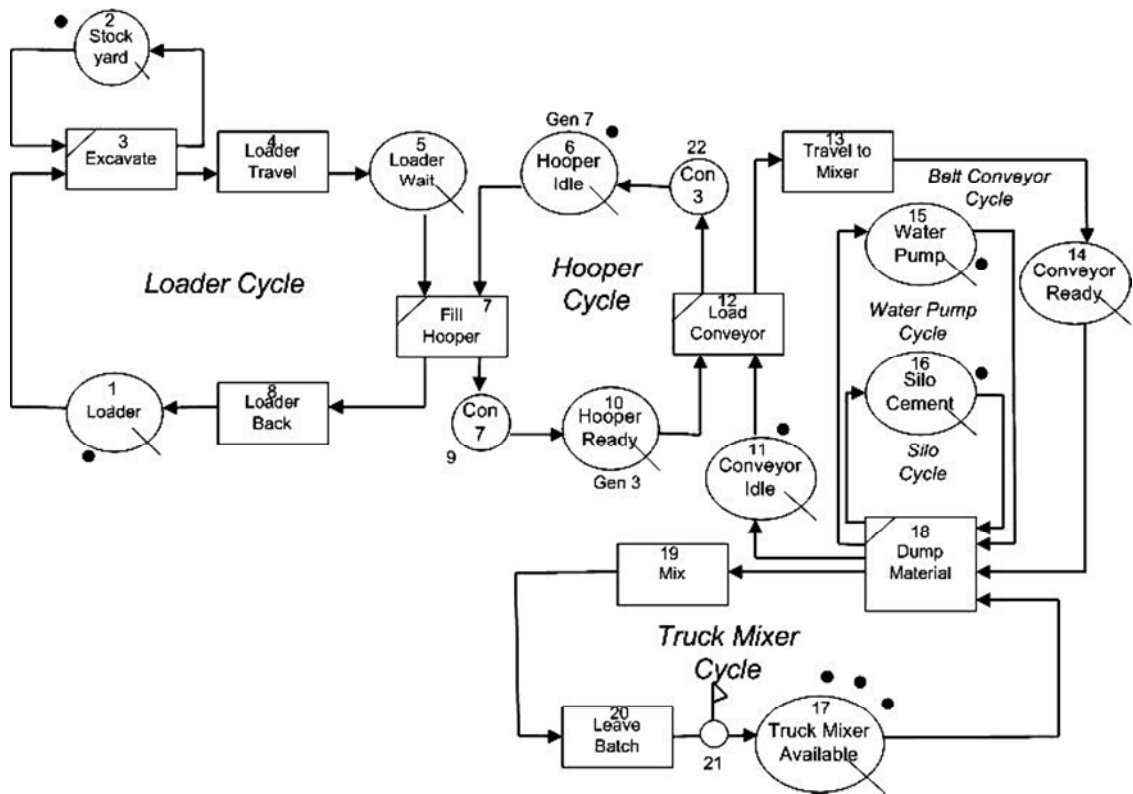 2
Stock
yard
3
Excavate
4
Loader
Travel
5
Loader
Wait
Gen 7
6
Hooper
Idle
22
Con
3
13
Travel to
Mixer
Belt Conveyor
Cycle
15
Water
Pump
14
Conveyor
Ready
Loader Cycle
Hooper
Cycle
7
Fill
Hooper
12
Load
Conveyor
Water Pump
Cycle
16
Silo
Cement
Silo
Cycle
1
Loader
8
Loader
Back
Con
7
9
10
Hooper
Ready
Gen 3
11
Conveyor
Idle
18
Dump
Material
19
Mix
Truck Mixer
Cycle
20
Leave
Batch
21
17
Truck Mixer
Available